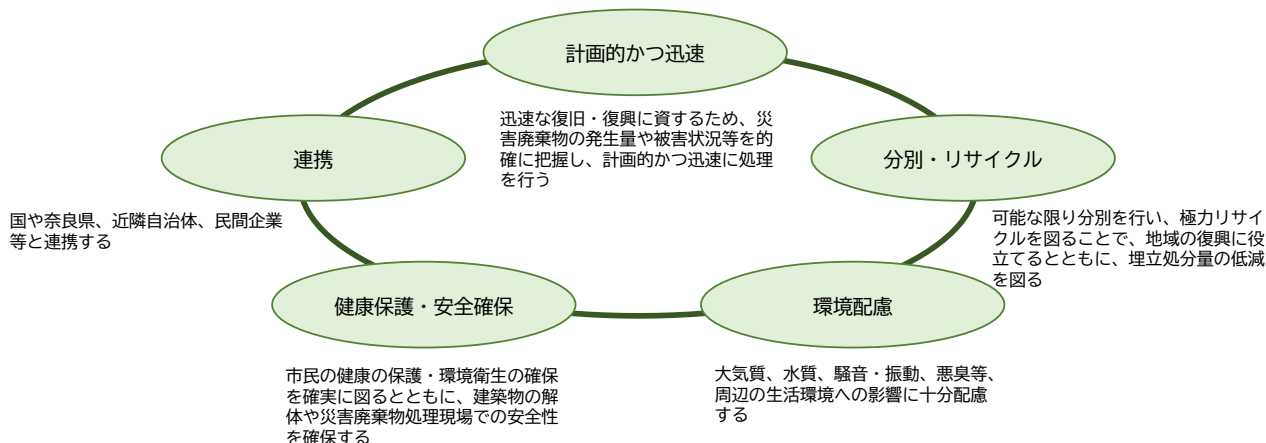 計画的かつ迅速
迅速な復旧・復興に資するため、災
害廃棄物の発生量や被害状況等を的
確に把握し、計画的かつ迅速に処理
を行う
連携
国や奈良県、近隣自治体、民間企業
等と連携する
分別・リサイクル
可能な限り分別を行い、極力リサイ
クルを図ることで、地域の復興に役
立てるとともに、埋立処分量の低減
を図る
健康保護・安全確保
市民の健康の保護・環境衛生の確保
を確実に図るとともに、建築物の解
体や災害廃棄物処理現場での安全性
を確保する
環境配慮
大気質、水質、騒音・振動、悪臭等、
周辺の生活環境への影響に十分配慮
する